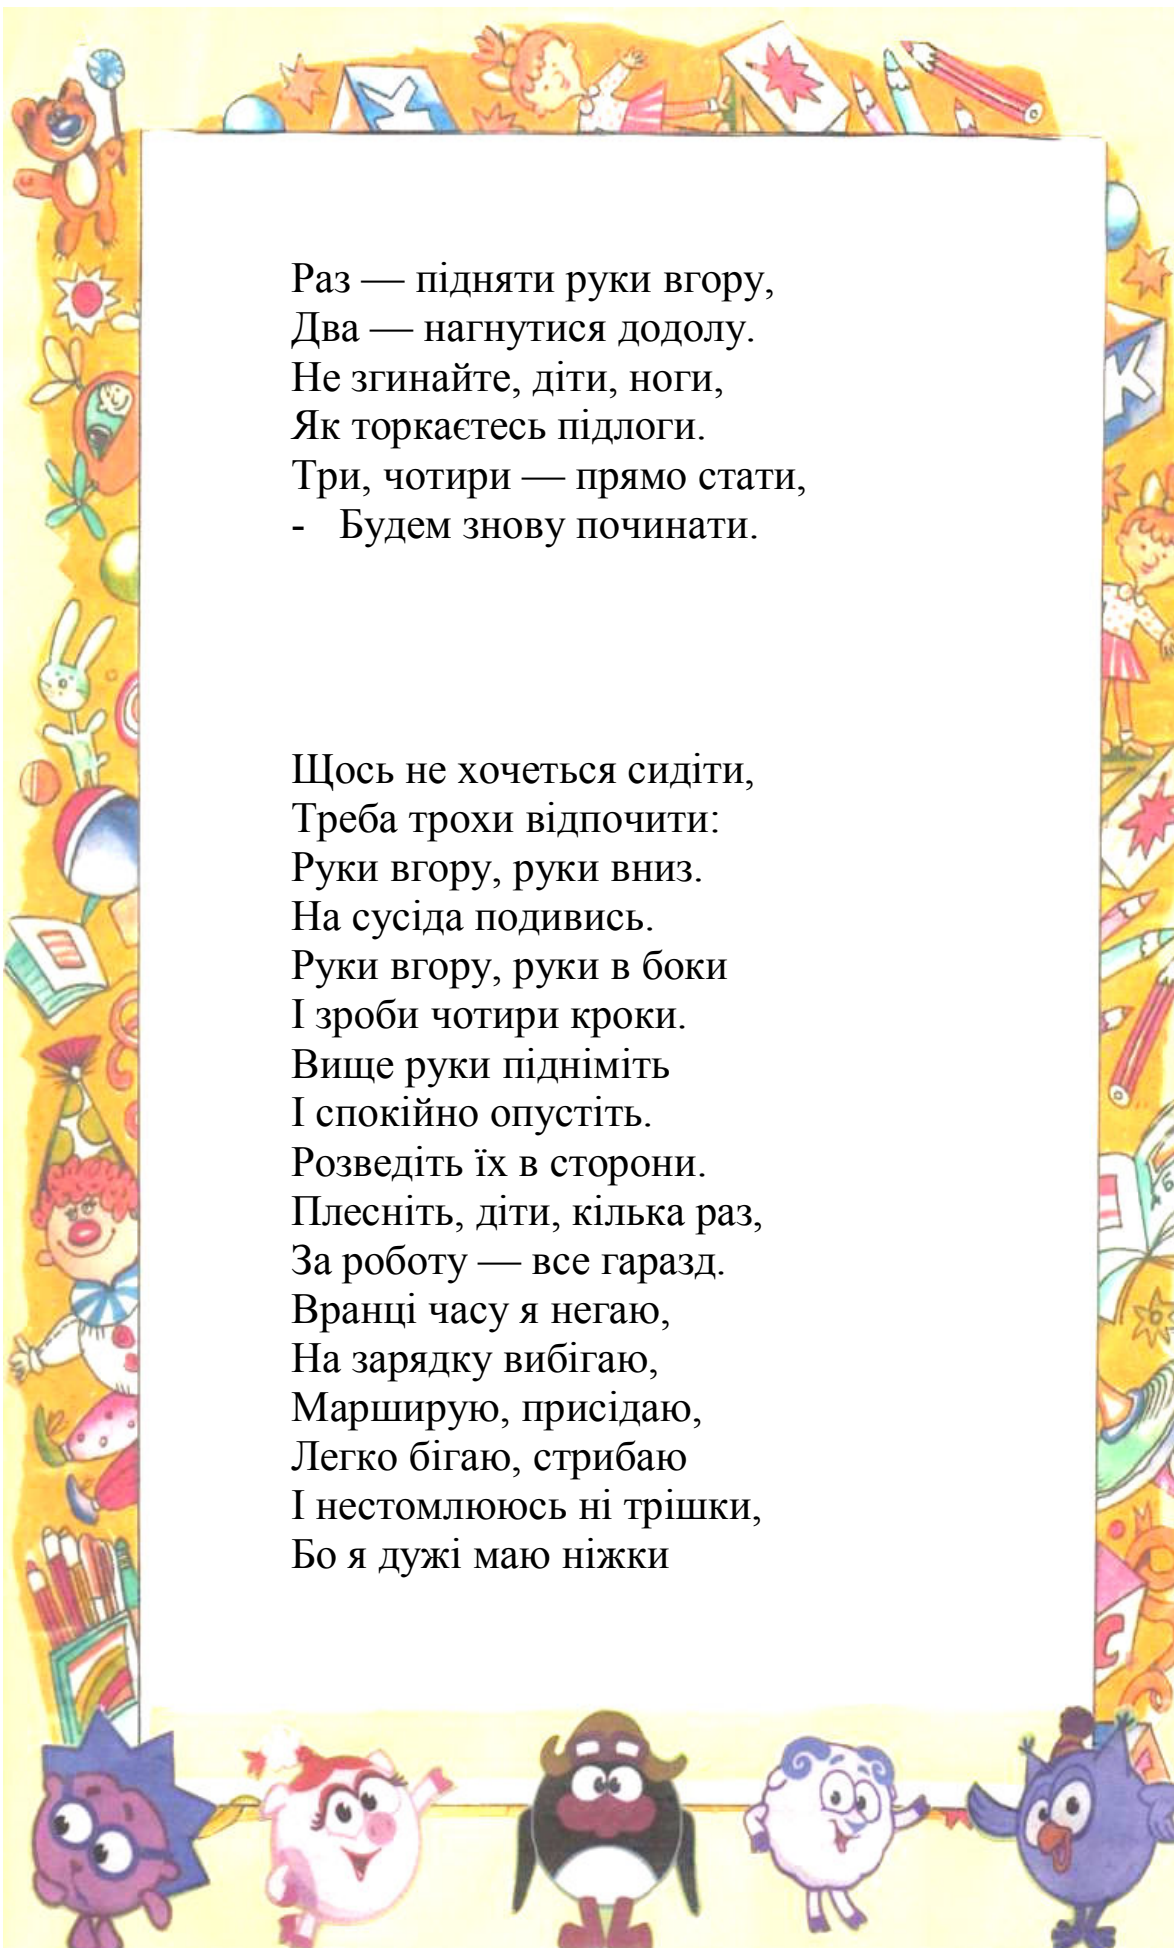 Раз — підняти руки вгору,
Два — нагнутися додолу.
Не згинайте, діти, ноги,
Як торкаєтесь підлоги.
Три, чотири — прямо стати,
- Будем знову починати.
Щось не хочеться сидіти,
Треба трохи відпочити:
Руки вгору, руки вниз.
На сусіда подивись.
Руки вгору, руки в боки
І зроби чотири кроки.
Вище руки підніміть
І спокійно опустіть.
Розведіть їх в сторони.
Плесніть, діти, кілька раз,
За роботу — все гаразд.
Вранці часу я негаю,
На зарядку вибігаю,
Марширую, присідаю,
Легко бігаю, стрибаю
І нестомлююсь ні трішки,
Бо я дужі маю ніжки